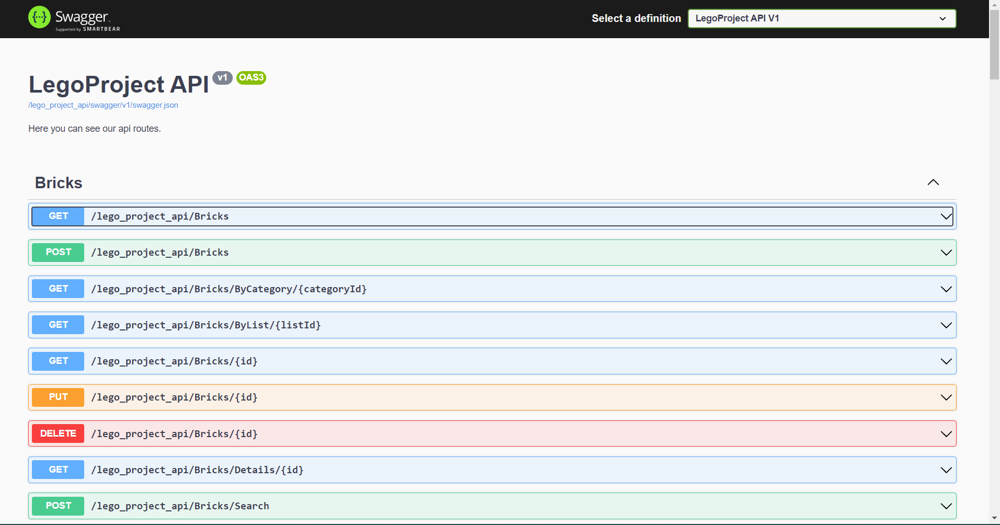 Swagger
Supported by SMARTBEAR
Select a definition
LegoProject API V1
LegoProject API v1 OAS3
/lego_project_api/swagger/v1/swagger.json
Here you can see our api routes.
Bricks
GET /lego_project_api/Bricks
POST /lego_project_api/Bricks
GET /lego_project_api/Bricks/ByCategory/{categoryId}
GET /lego_project_api/Bricks/ByList/{listId}
GET /lego_project_api/Bricks/{id}
PUT /lego_project_api/Bricks/{id}
DELETE /lego_project_api/Bricks/{id}
GET /lego_project_api/Bricks/Details/{id}
POST /lego_project_api/Bricks/Search